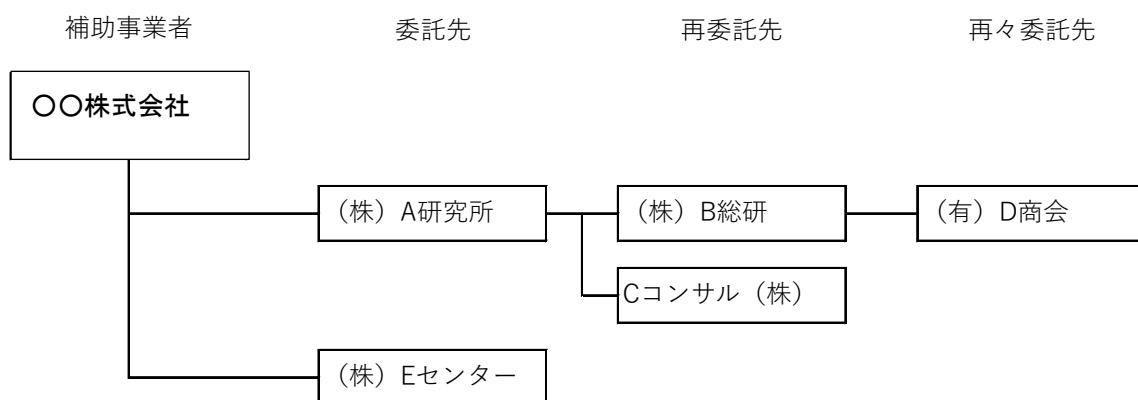 補助事業者 委託先 再委託先 再々委託先
〇〇株式会社
（株）A研究所 （株）B総研 （有）D商会
Cコンサル（株）
（株）Eセンター